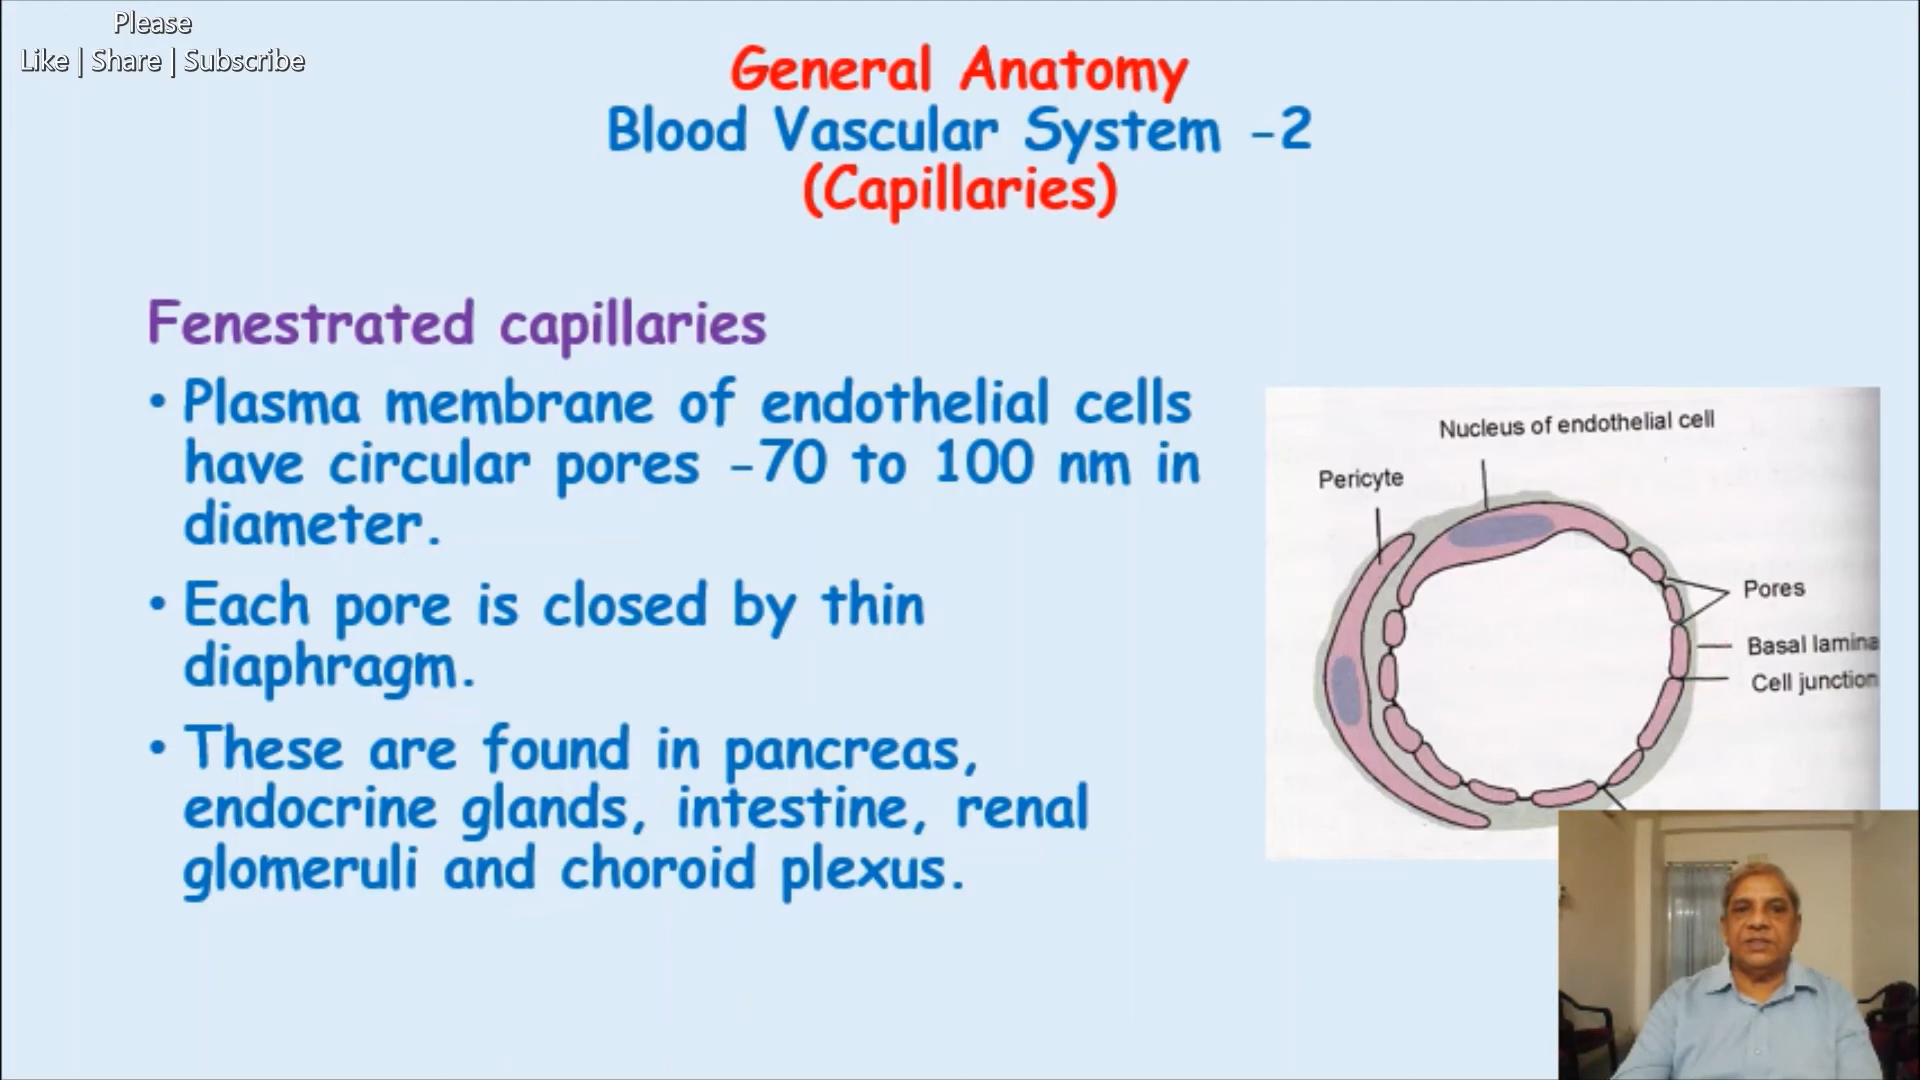 Please
Like | Share | Subscribe
General Anatomy
Blood Vascular System -2
(Capillaries)
Fenestrated capillaries
• Plasma membrane of endothelial cells
have circular pores -70 to 100 nm in
diameter.
• Each pore is closed by thin
diaphragm.
• These are found in pancreas,
endocrine glands, intestine, renal
glomeruli and choroid plexus.
Nucleus of endothelial cell
Pericyte
Pores
Basal lamina
Cell junction